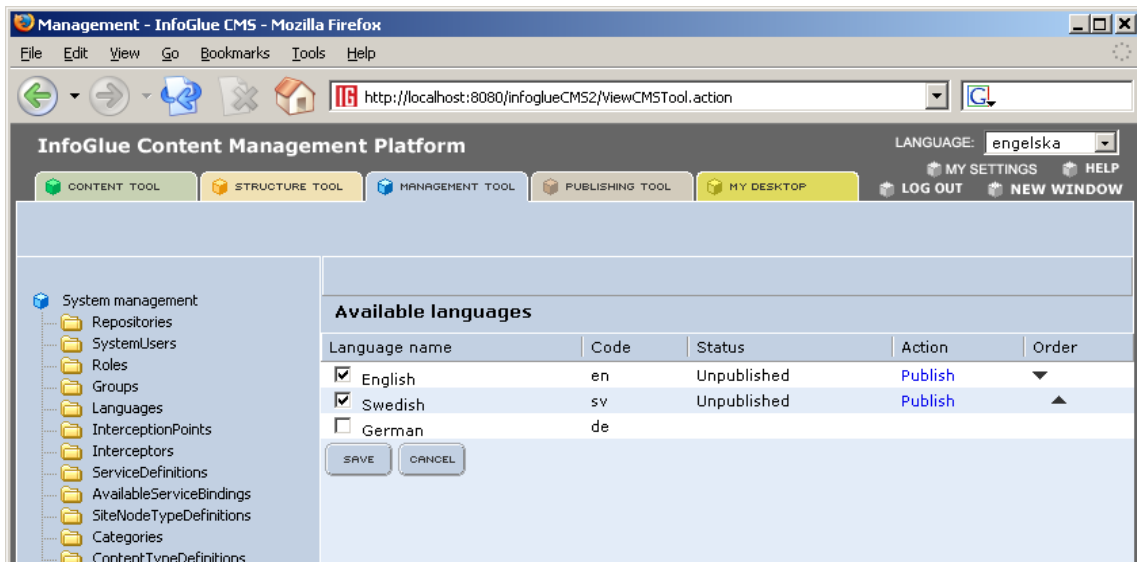 Management - InfoGlue CMS - Mozilla Firefox
File Edit View Go Bookmarks Tools Help
http://localhost:8080/infoglueCMS2/ViewCMSTool.action
InfoGlue Content Management Platform
LANGUAGE: engelska
MY SETTINGS HELP
LOG OUT NEW WINDOW
CONTENT TOOL STRUCTURE TOOL MANAGEMENT TOOL PUBLISHING TOOL MY DESKTOP
System management
Repositories
SystemUsers
Roles
Groups
Languages
InterceptionPoints
Interceptors
ServiceDefinitions
AvailableServiceBindings
SiteNodeTypeDefinitions
Categories
ContentTypeDefinitions
Available languages
Language name Code Status Action Order
English en Unpublished Publish
Swedish sv Unpublished Publish
German de
SAVE CANCEL